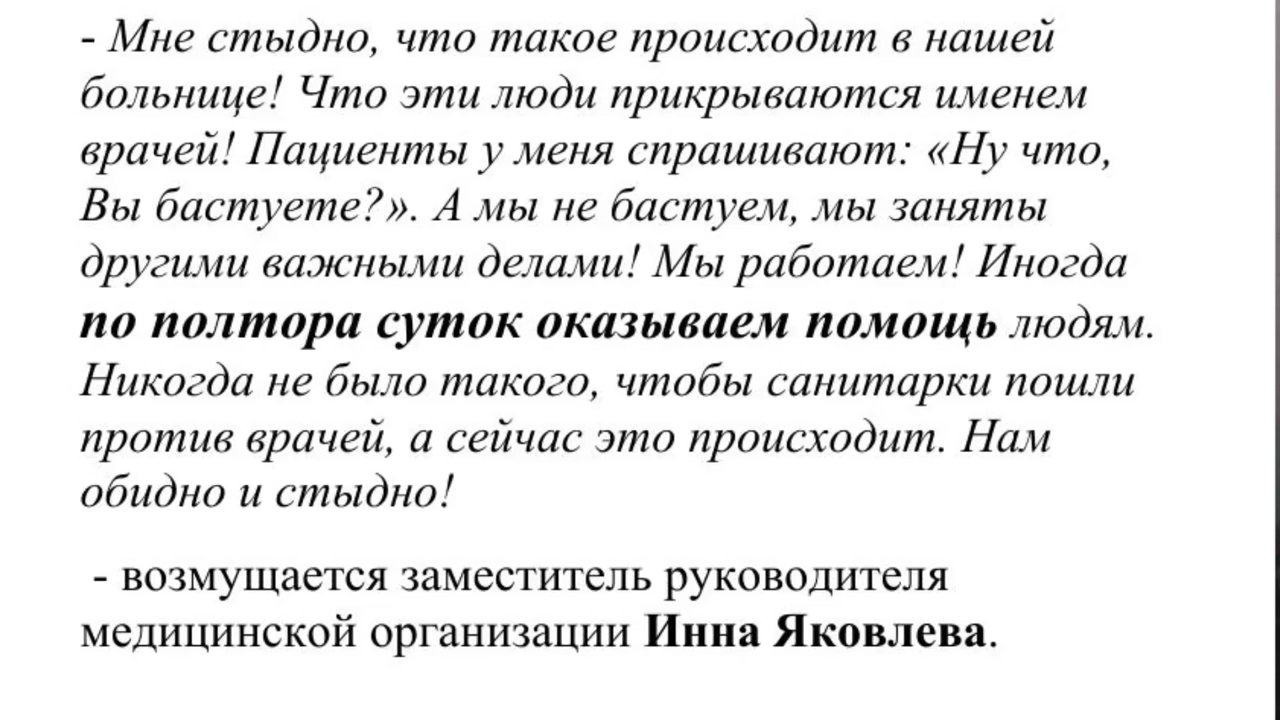 - Мне стыдно, что такое происходит в нашей
больнице! Что эти люди прикрываются именем
врачей! Пациенты у меня спрашивают: «Ну что,
Вы бастуете?». А мы не бастуем, мы заняты
другими важными делами! Мы работаем! Иногда
по полтора суток оказываем помощь людям.
Никогда не было такого, чтобы санитарки пошли
против врачей, а сейчас это происходит. Нам
обидно и стыдно!
- возмущается заместитель руководителя
медицинской организации Инна Яковлева.